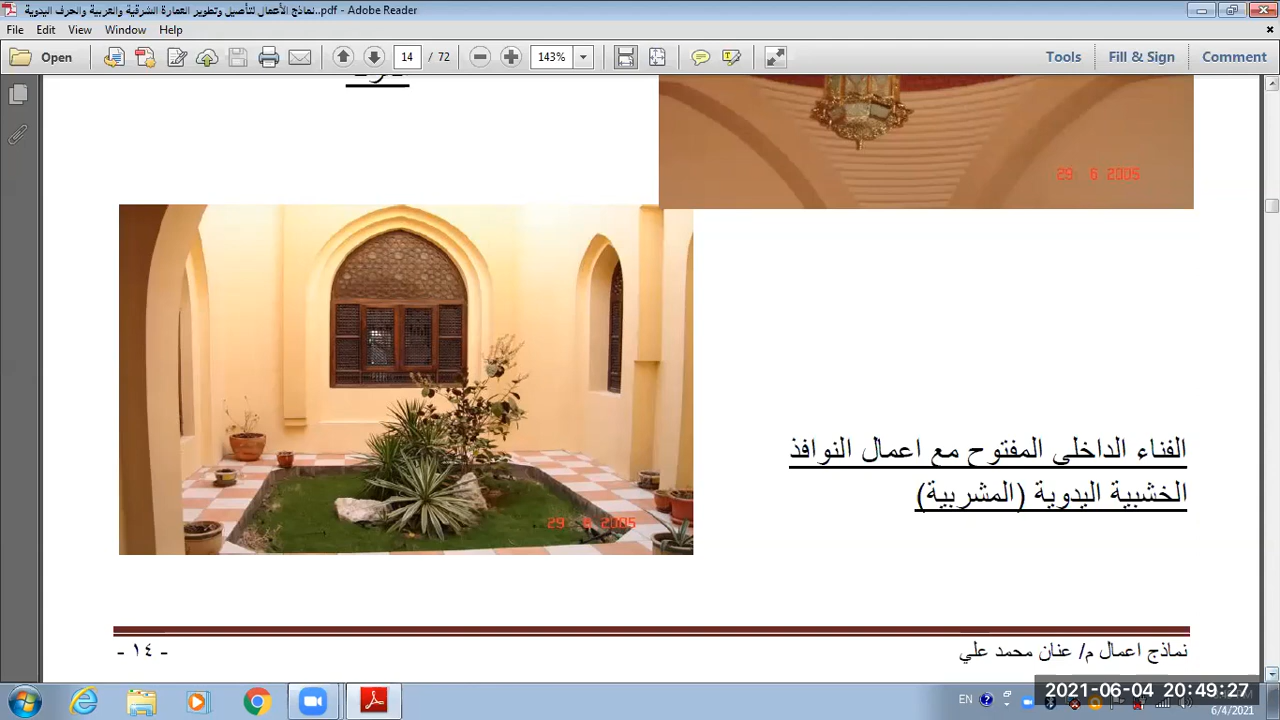 نماذج الأعمال لتأصيل وتطوير العمارة الشرقية والعربية والحرف اليدوية..pdf - Adobe Reader
File Edit View Window Help
Open 14 / 72 143% Tools Fill & Sign Comment
29 6 2005
29 6 2005
الفناء الداخلى المفتوح مع اعمال النوافذ
الخشبية اليدوية (المشربية)
نماذج اعمال م/ عنان محمد علي
- ١٤ -
EN
2021-06-04 20:49:27
6/4/2021